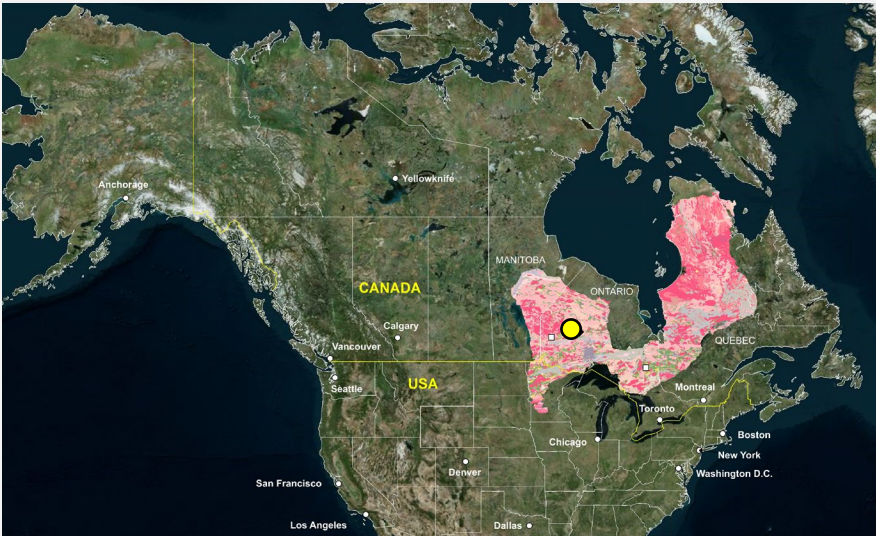 Anchorage
Yellowknife
MANITOBA
CANADA
ONTARIO
Calgary
Vancouver
QUEBEC
USA
Seattle
Montreal
Toronto
Boston
Chicago
New York
Denver
Washington D.C.
San Francisco
Los Angeles
Dallas